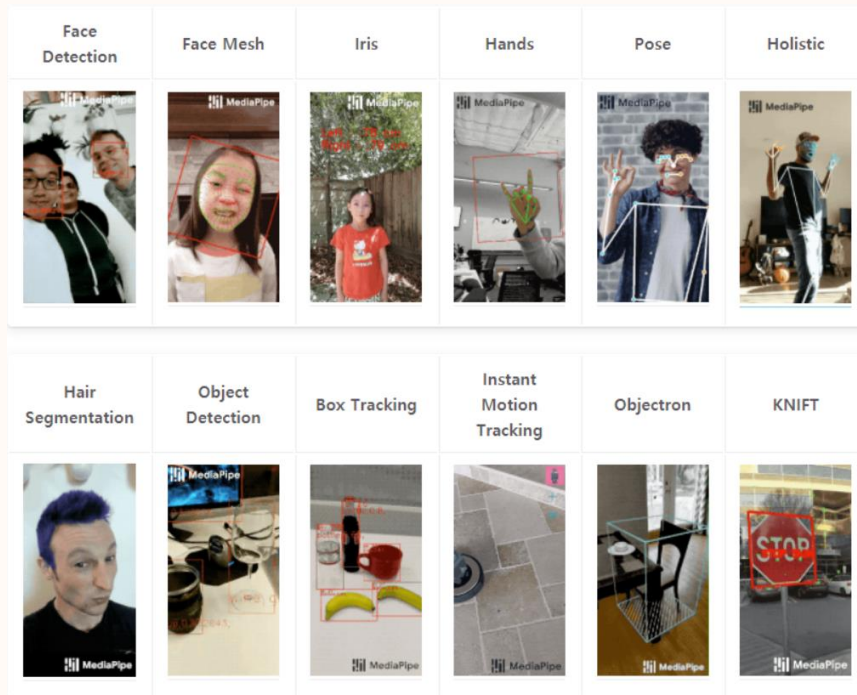 Face
Detection
Face Mesh
Iris
Hands
Pose
Holistic
MediaPipe
MediaPipe
MediaPipe
MediaPipe
MediaPipe
MediaPipe
Hair
Segmentation
Object
Detection
Box Tracking
Instant
Motion
Tracking
Objectron
KNIFT
MediaPipe
STOP
MediaPipe
MediaPipe
MediaPipe
MediaPipe
MediaPipe